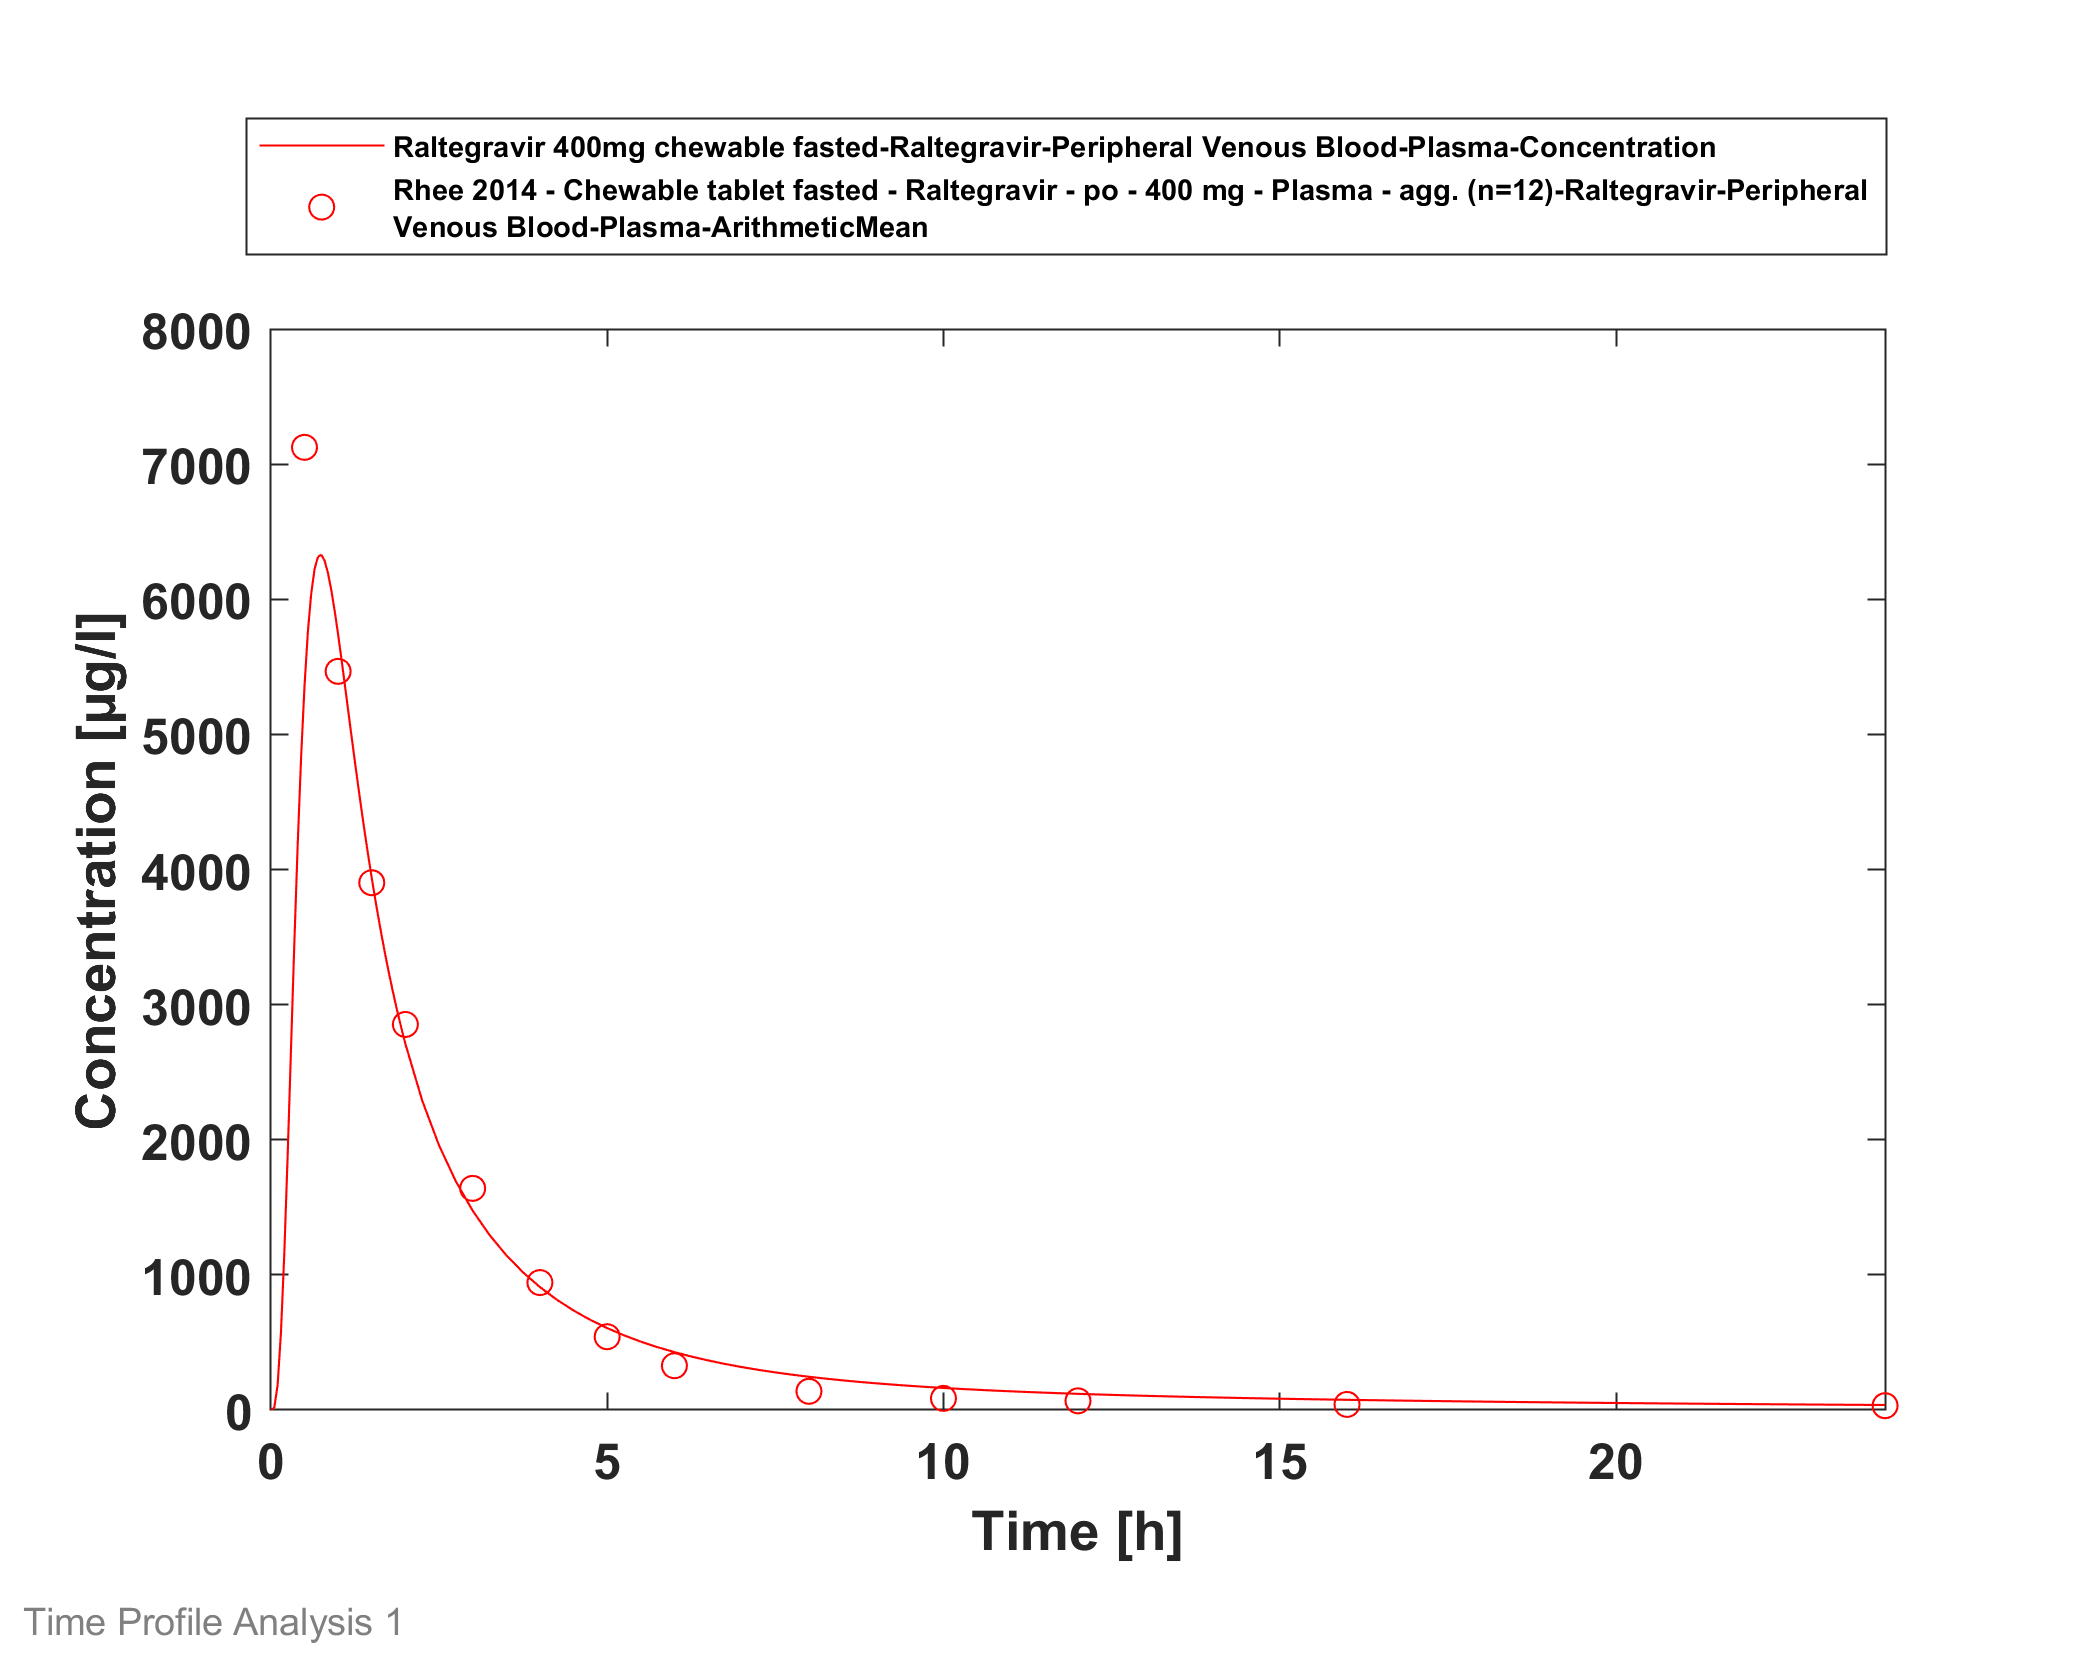 Raltegravir 400mg chewable fasted-Raltegravir-Peripheral Venous Blood-Plasma-Concentration
Rhee 2014 - Chewable tablet fasted - Raltegravir - po - 400 mg - Plasma - agg. (n=12)-Raltegravir-Peripheral
Venous Blood-Plasma-ArithmeticMean
8000
7000
6000
5000
4000
3000
2000
1000
0
Concentration [µg/l]
0 5 10 15 20
Time [h]
Time Profile Analysis 1